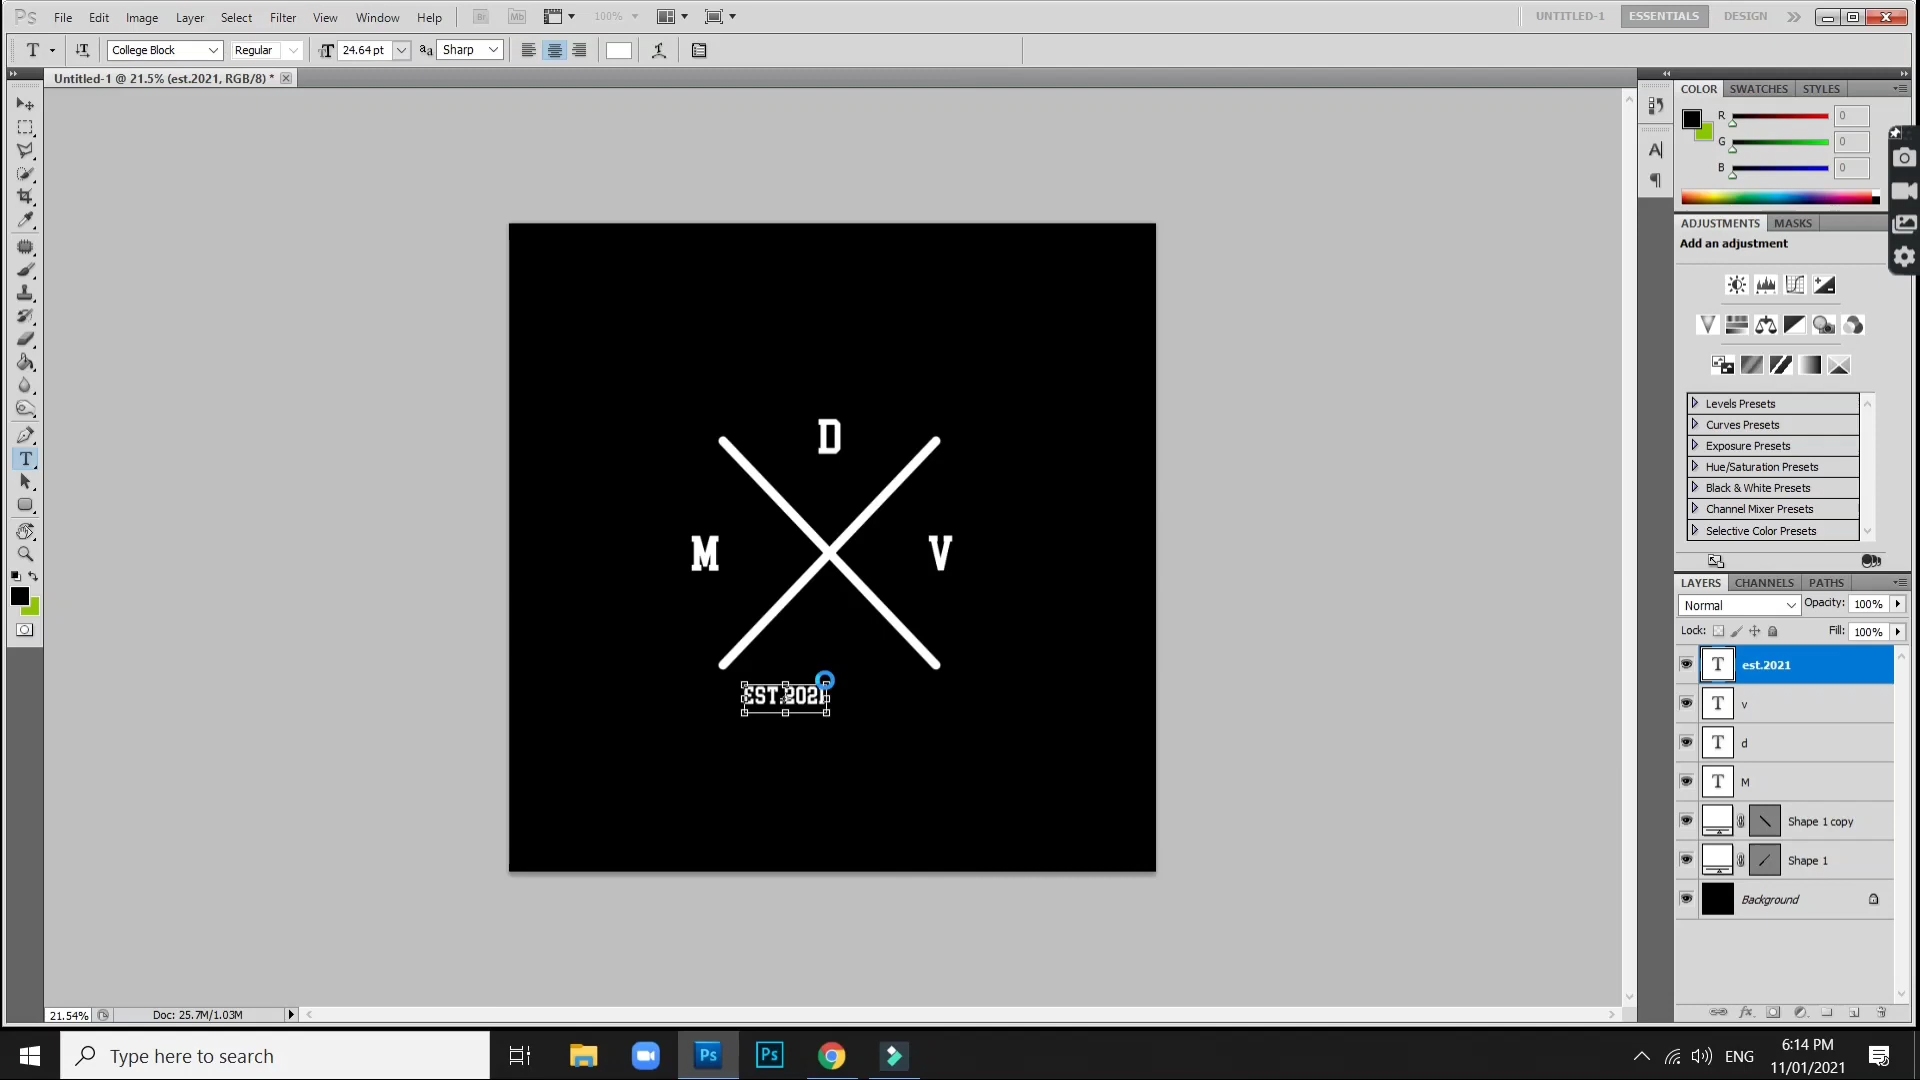 Ps File Edit Image Layer Select Filter View Window Help Br Mb 100% UNTITLED-1 ESSENTIALS DESIGN
T College Block Regular 24.64 pt Sharp
Untitled-1 @ 21.5% (est.2021, RGB/8) *
COLOR SWATCHES STYLES
R 0
G 0
B 0
ADJUSTMENTS MASKS
Add an adjustment
Levels Presets
Curves Presets
Exposure Presets
Hue/Saturation Presets
Black & White Presets
Channel Mixer Presets
Selective Color Presets
D
M V
EST.2021
LAYERS CHANNELS PATHS
Normal Opacity: 100%
Lock: Fill: 100%
T est.2021
T v
T d
T M
Shape 1 copy
Shape 1
Background
21.54% Doc: 25.7M/1.03M
Type here to search Ps Ps ENG
6:14 PM
11/01/2021